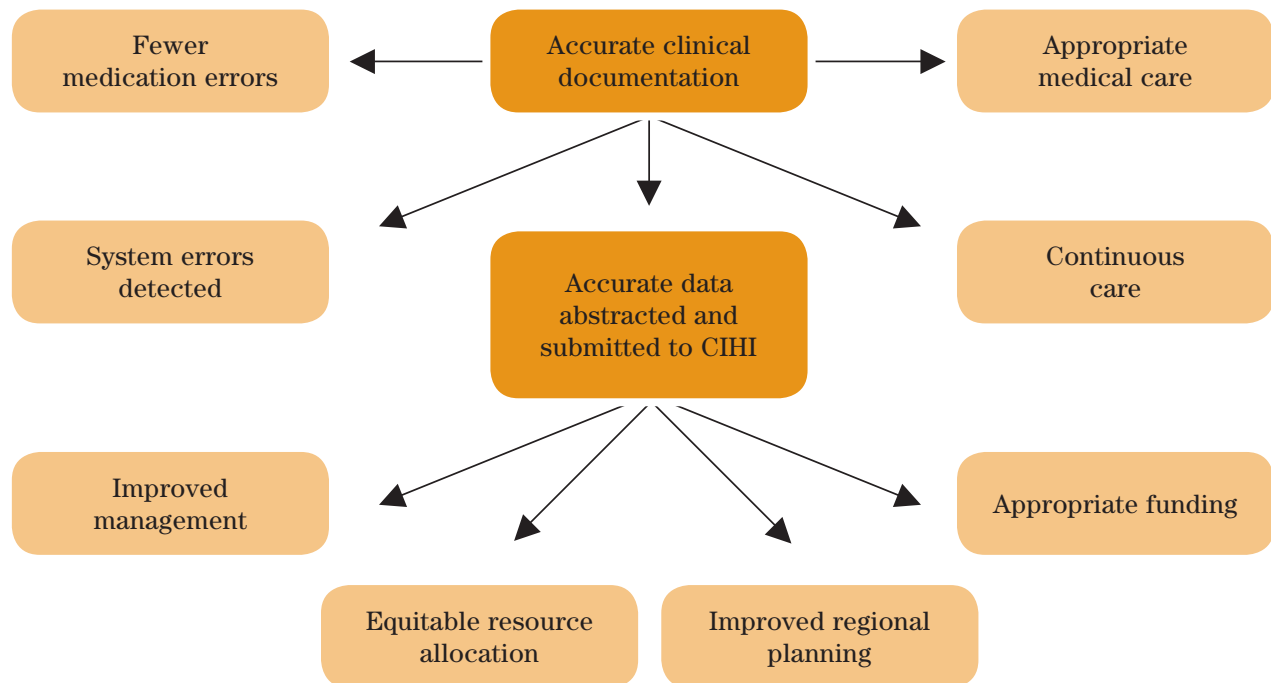 Fewer
medication errors
Accurate clinical
documentation
Appropriate
medical care
System errors
detected
Accurate data
abstracted and
submitted to CIHI
Continuous
care
Improved
management
Appropriate funding
Equitable resource
allocation
Improved regional
planning